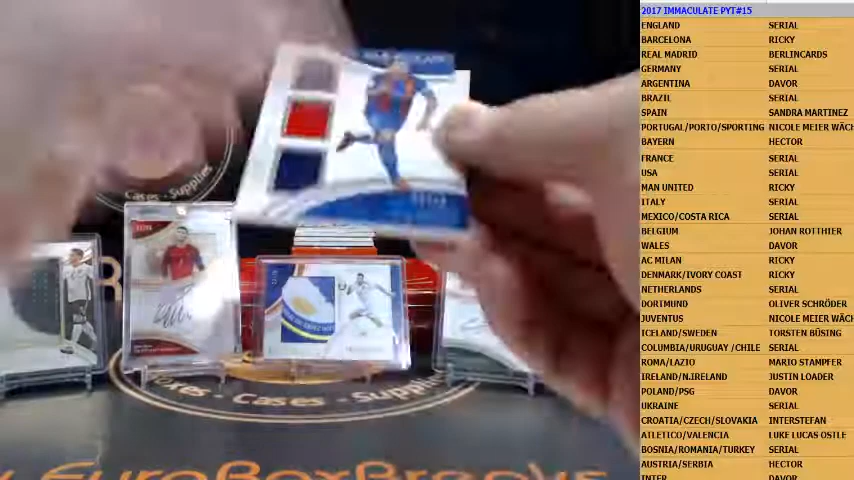 2017 IMMACULATE PYT#15
ENGLAND SERIAL
BARCELONA RICKY
REAL MADRID BERLINCARDS
GERMANY SERIAL
ARGENTINA DAVOR
BRAZIL SERIAL
SPAIN SANDRA MARTINEZ
PORTUGAL/PORTO/SPORTING NICOLE MEIER WÄCH
BAYERN HECTOR
FRANCE SERIAL
USA SERIAL
MAN UNITED RICKY
ITALY SERIAL
MEXICO/COSTA RICA SERIAL
BELGIUM JOHAN ROTTHIER
WALES DAVOR
AC MILAN RICKY
DENMARK/IVORY COAST RICKY
NETHERLANDS SERIAL
DORTMUND OLIVER SCHRÖDER
JUVENTUS NICOLE MEIER WÄCH
ICELAND/SWEDEN TORSTEN BÜSING
COLUMBIA/URUGUAY /CHILE SERIAL
ROMA/LAZIO MARIO STAMPFER
IRELAND/N.IRELAND JUSTIN LOADER
POLAND/PSG DAVOR
UKRAINE SERIAL
CROATIA/CZECH/SLOVAKIA INTERSTEFAN
ATLETICO/VALENCIA LUKE LUCAS OSTLE
BOSNIA/ROMANIA/TURKEY SERIAL
AUSTRIA/SERBIA HECTOR
INTER DAVOR
Cases - Supplies
Boxes - Cases - Supplies
EuroBoxBreaks